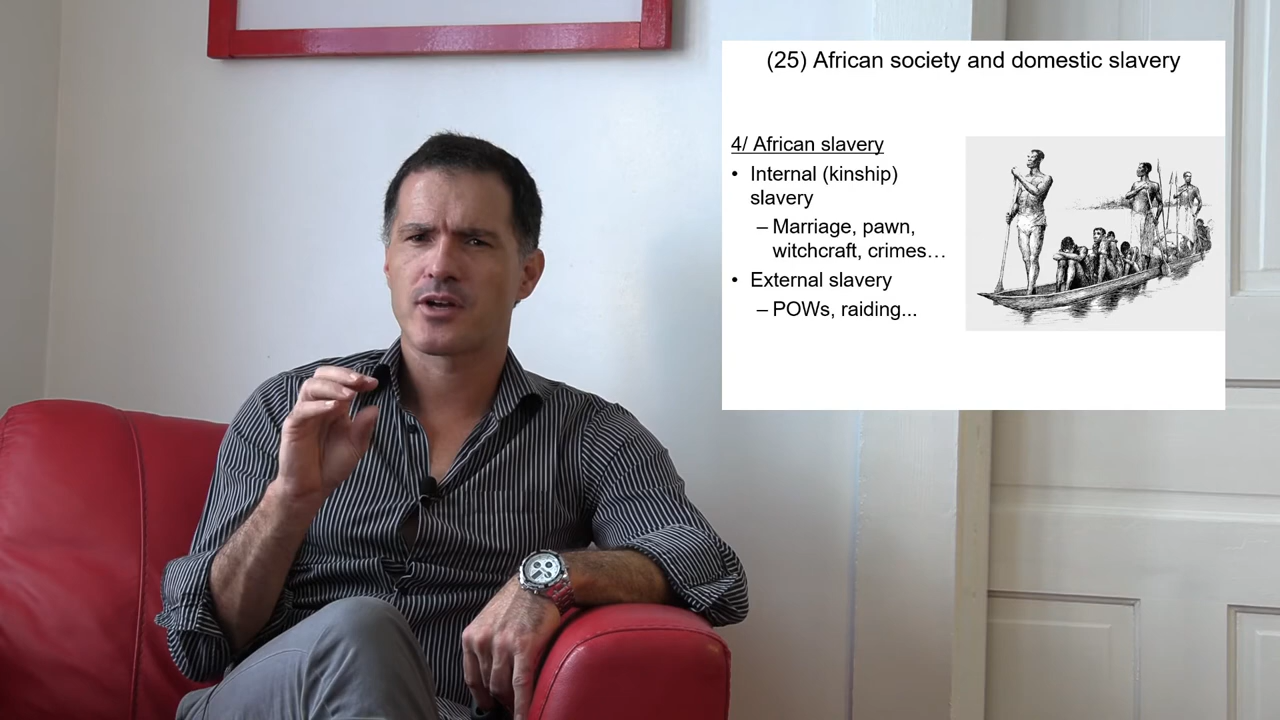 (25) African society and domestic slavery
4/ African slavery
• Internal (kinship)
slavery
– Marriage, pawn,
witchcraft, crimes…
• External slavery
– POWs, raiding...